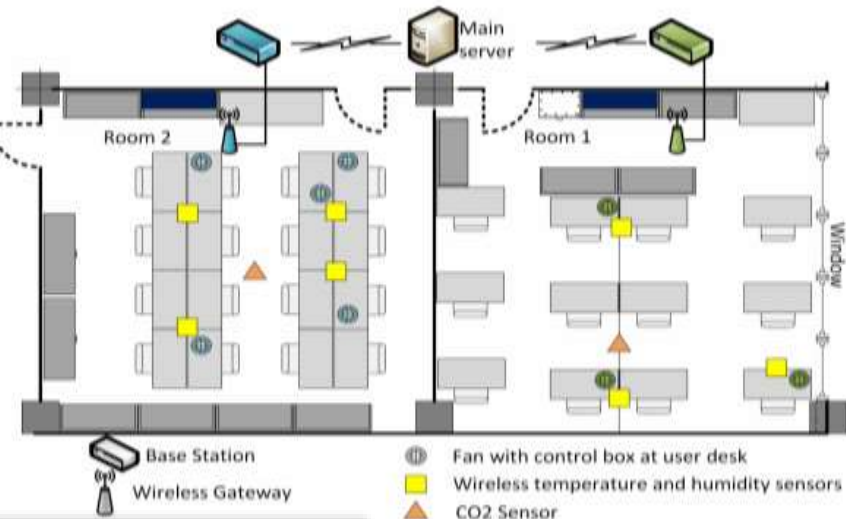 Main
server
Room 2
Room 1
Window
Base Station
Fan with control box at user desk
Wireless Gateway
Wireless temperature and humidity sensors
CO2 Sensor